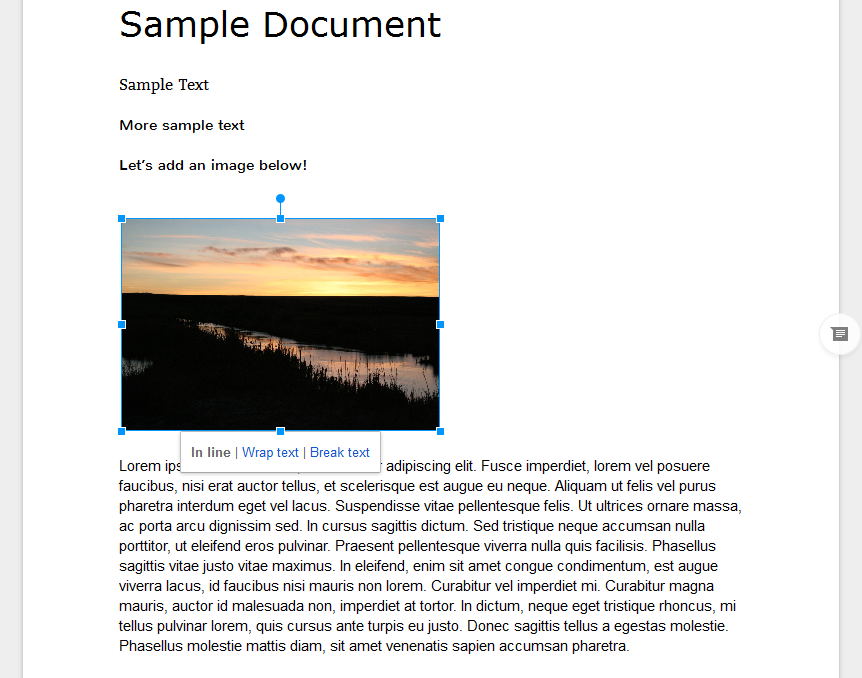 Sample Document
Sample Text
More sample text
Let's add an image below!
In line | Wrap text | Break text
Lorem adipiscing elit. Fusce imperdiet, lorem vel posuere
faucibus, nisi erat auctor tellus, et scelerisque est augue eu neque. Aliquam ut felis vel purus
pharetra interdum eget vel lacus. Suspendisse vitae pellentesque felis. Ut ultrices ornare massa,
ac porta arcu dignissim sed. In cursus sagittis dictum. Sed tristique neque accumsan nulla
porttitor, ut eleifend eros pulvinar. Praesent pellentesque viverra nulla quis facilisis. Phasellus
sagittis vitae justo vitae maximus. In eleifend, enim sit amet congue condimentum, est augue
viverra lacus, id faucibus nisi mauris non lorem. Curabitur vel imperdiet mi. Curabitur magna
mauris, auctor id malesuada non, imperdiet at tortor. In dictum, neque eget tristique rhoncus, mi
tellus pulvinar lorem, quis cursus ante turpis eu justo. Donec sagittis tellus a egestas molestie.
Phasellus molestie mattis diam, sit amet venenatis sapien accumsan pharetra.